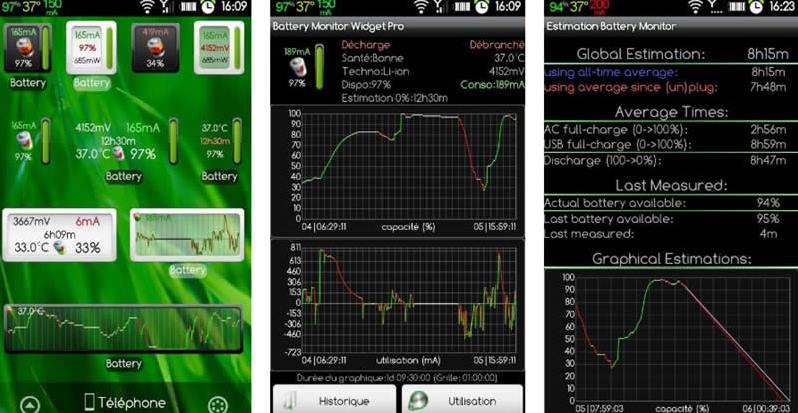 97% 37° 150 mA 16:09
165mA 165mA 419mA 165mA
97% 4152mV
97% 685mW 34% 685mW
Battery Battery
165mA 4152mV 165mA 37.0°C
12h30m 12h30m
97% 37.0°C 97% 97%
Battery Battery
3667mV 6mA 165mA
6h09m
33.0°C 33%
Battery
37.0°C
Battery
Téléphone
97% 37° 150 mA 16:09
Battery Monitor Widget Pro
189mA Décharge Débranché
Santé:Bonne 37.0°C
Techno:Li-ion 4152mV
97% Dispo:97% Conso:189mA
Estimation 0%:12h30m
100
90
80
70
60
50
40
30
20
10
0
04|06:29:11 capacité (%) 05|15:59:11
811
766
613
460
306
153
0
-153
-306
-460
-723
04|06:29:11 utilisation (mA) 05|15:59:11
Durée du graphique:1d 09:30:00 (Grille: 01:00:00)
Historique Utilisation
94% 37° 200 mA 16:23
Estimation Battery Monitor
Global Estimation: 8h15m
using all-time average: 8h15m
using average since (un)plug: 7h48m
Average Times:
AC full-charge (0->100%): 2h56m
USB full-charge (0->100%): 8h59m
Discharge (100->0%): 8h47m
Last Measured:
Actual battery available: 94%
Last battery available: 95%
Last measured: 4m
Graphical Estimations:
100
90
80
70
60
50
40
30
20
10
0
05|07:59:03 capacité (%) 06|00:39:03